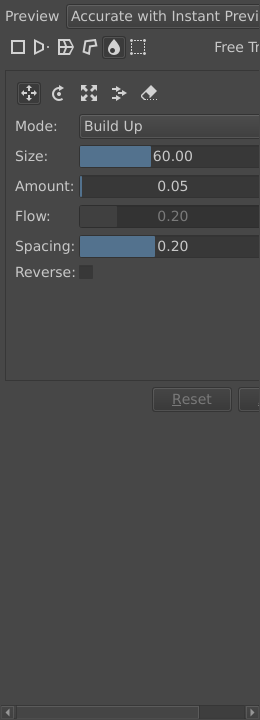 Preview Accurate with Instant Previ
Free Tr
Mode: Build Up
Size: 60.00
Amount: 0.05
Flow: 0.20
Spacing: 0.20
Reverse:
Reset